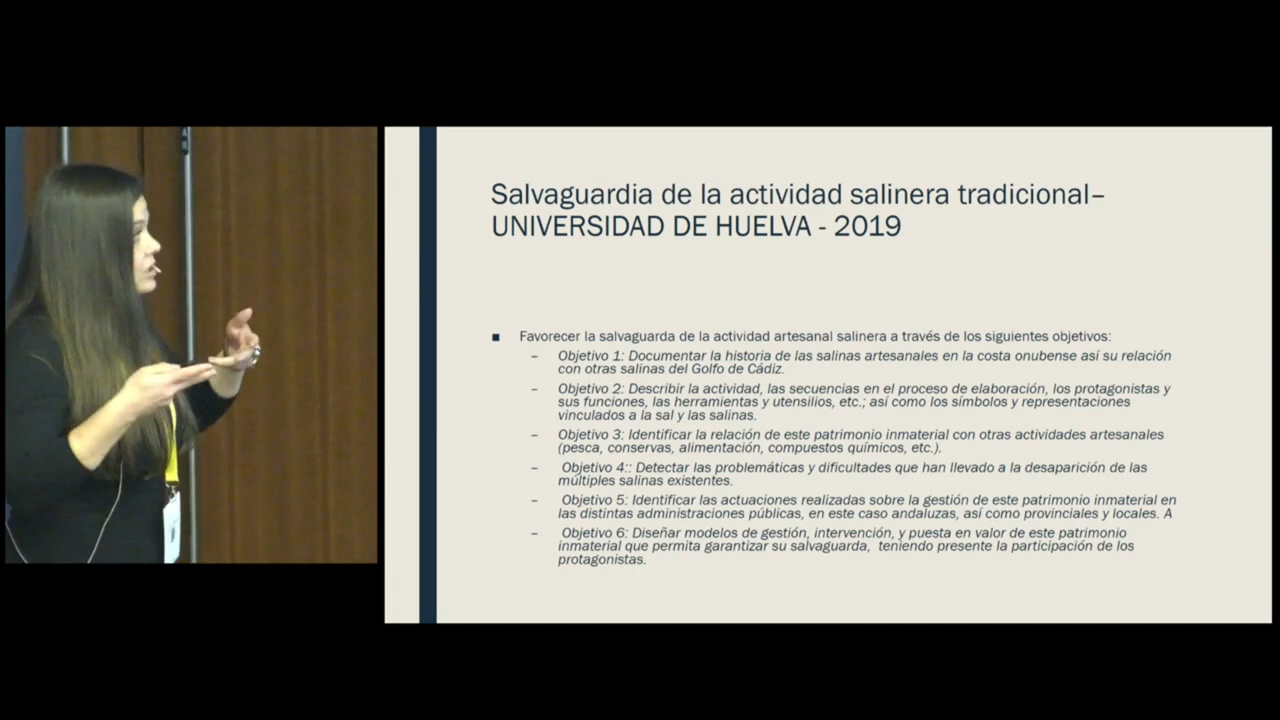 Salvaguardia de la actividad salinera tradicional–
UNIVERSIDAD DE HUELVA - 2019
■ Favorecer la salvaguarda de la actividad artesanal salinera a través de los siguientes objetivos:
– Objetivo 1: Documentar la historia de las salinas artesanales en la costa onubense así su relación
con otras salinas del Golfo de Cádiz.
– Objetivo 2: Describir la actividad, las secuencias en el proceso de elaboración, los protagonistas y
sus funciones, las herramientas y utensilios, etc.; así como los símbolos y representaciones
vinculados a la sal y las salinas.
– Objetivo 3: Identificar la relación de este patrimonio inmaterial con otras actividades artesanales
(pesca, conservas, alimentación, compuestos químicos, etc.).
– Objetivo 4:: Detectar las problemáticas y dificultades que han llevado a la desaparición de las
múltiples salinas existentes.
– Objetivo 5: Identificar las actuaciones realizadas sobre la gestión de este patrimonio inmaterial en
las distintas administraciones públicas, en este caso andaluzas, así como provinciales y locales. A
– Objetivo 6: Diseñar modelos de gestión, intervención, y puesta en valor de este patrimonio
inmaterial que permita garantizar su salvaguarda,  teniendo presente la participación de los
protagonistas.